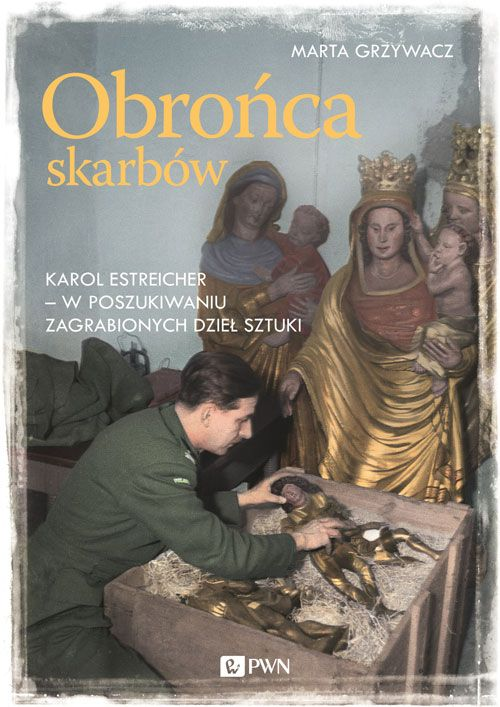 MARTA GRZYWACZ
Obrońca
skarbów
KAROL ESTREICHER
– W POSZUKIWANIU
ZAGRABIONYCH DZIEŁ SZTUKI
PWN